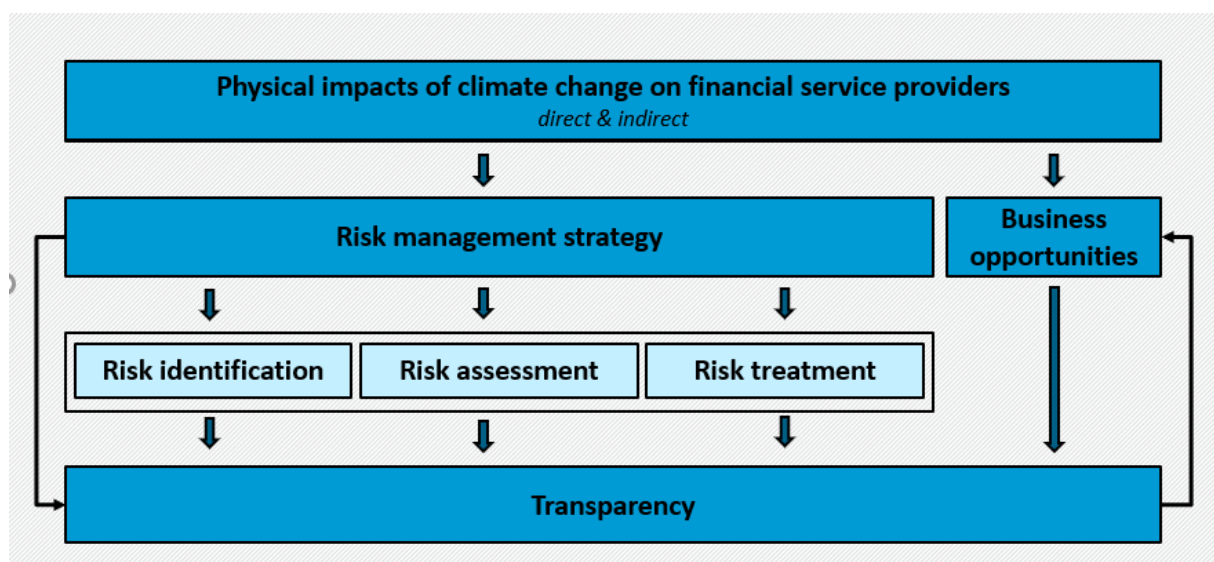 Physical impacts of climate change on financial service providers
direct & indirect
Risk management strategy
Business
opportunities
Risk identification
Risk assessment
Risk treatment
Transparency